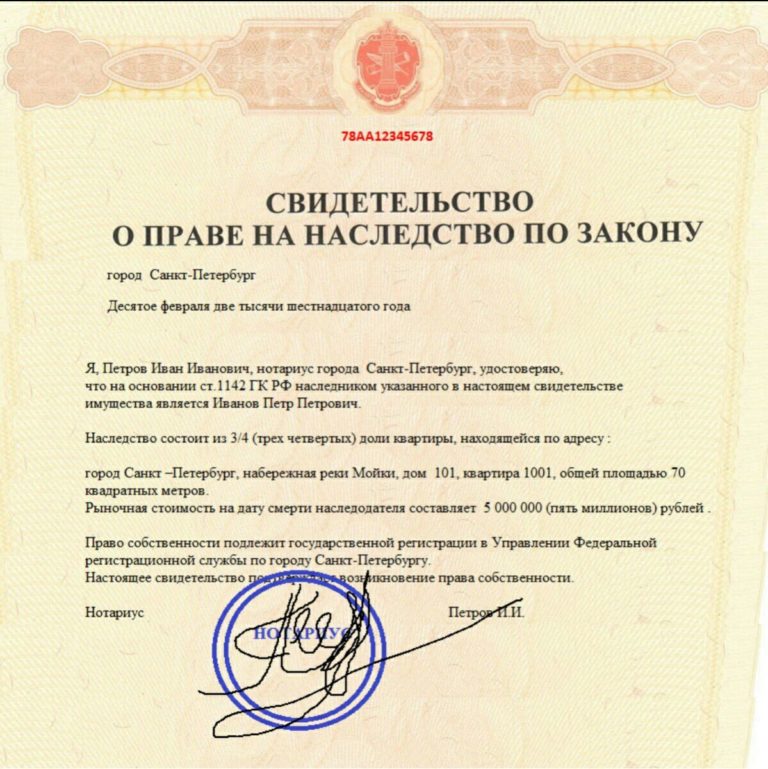 78АА12345678
СВИДЕТЕЛЬСТВО
О ПРАВЕ НА НАСЛЕДСТВО ПО ЗАКОНУ
город Санкт-Петербург
Десятое февраля две тысячи шестнадцатого года
Я, Петров Иван Иванович, нотариус города Санкт-Петербург, удостоверяю,
что на основании ст.1142 ГК РФ наследником указанного в настоящем свидетельстве
имущества является Иванов Петр Петрович.
Наследство состоит из 3/4 (трех четвертых) доли квартиры, находящейся по адресу :
город Санкт –Петербург, набережная реки Мойки, дом 101, квартира 1001, общей площадью 70
квадратных метров.
Рыночная стоимость на дату смерти наследодателя составляет 5 000 000 (пять миллионов) рублей .
Право собственности подлежит государственной регистрации в Управлении Федеральной
регистрационной службы по городу Санкт-Петербургу.
Настоящее свидетельство подтверждает возникновение права собственности.
Нотариус Петров И.И.
НОТАРИУС